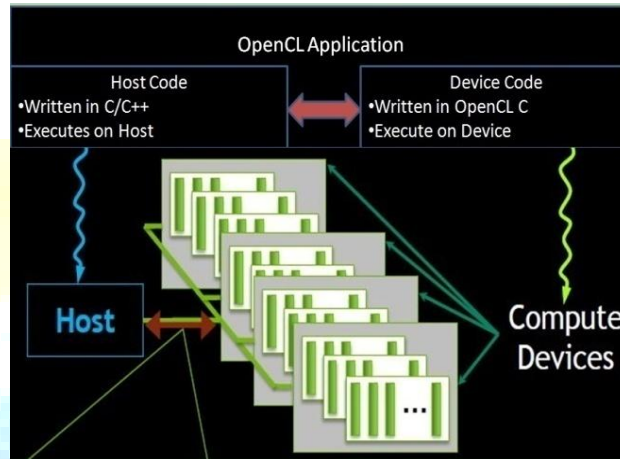 OpenCL Application
Host Code
•Written in C/C++
•Executes on Host
Device Code
•Written in OpenCL C
•Execute on Device
Host
Compute
Devices
...